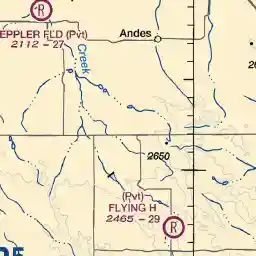 R
EPPLER FLD (Pvt)
2112 - 27
Andes
Creek
2650
(Pvt)
FLYING H
2465 - 29
R